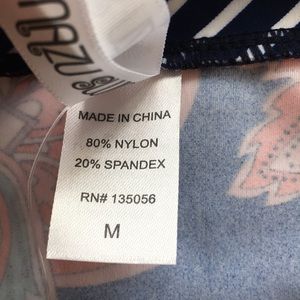 MADE IN CHINA
80% NYLON
20% SPANDEX
RN# 135056
M